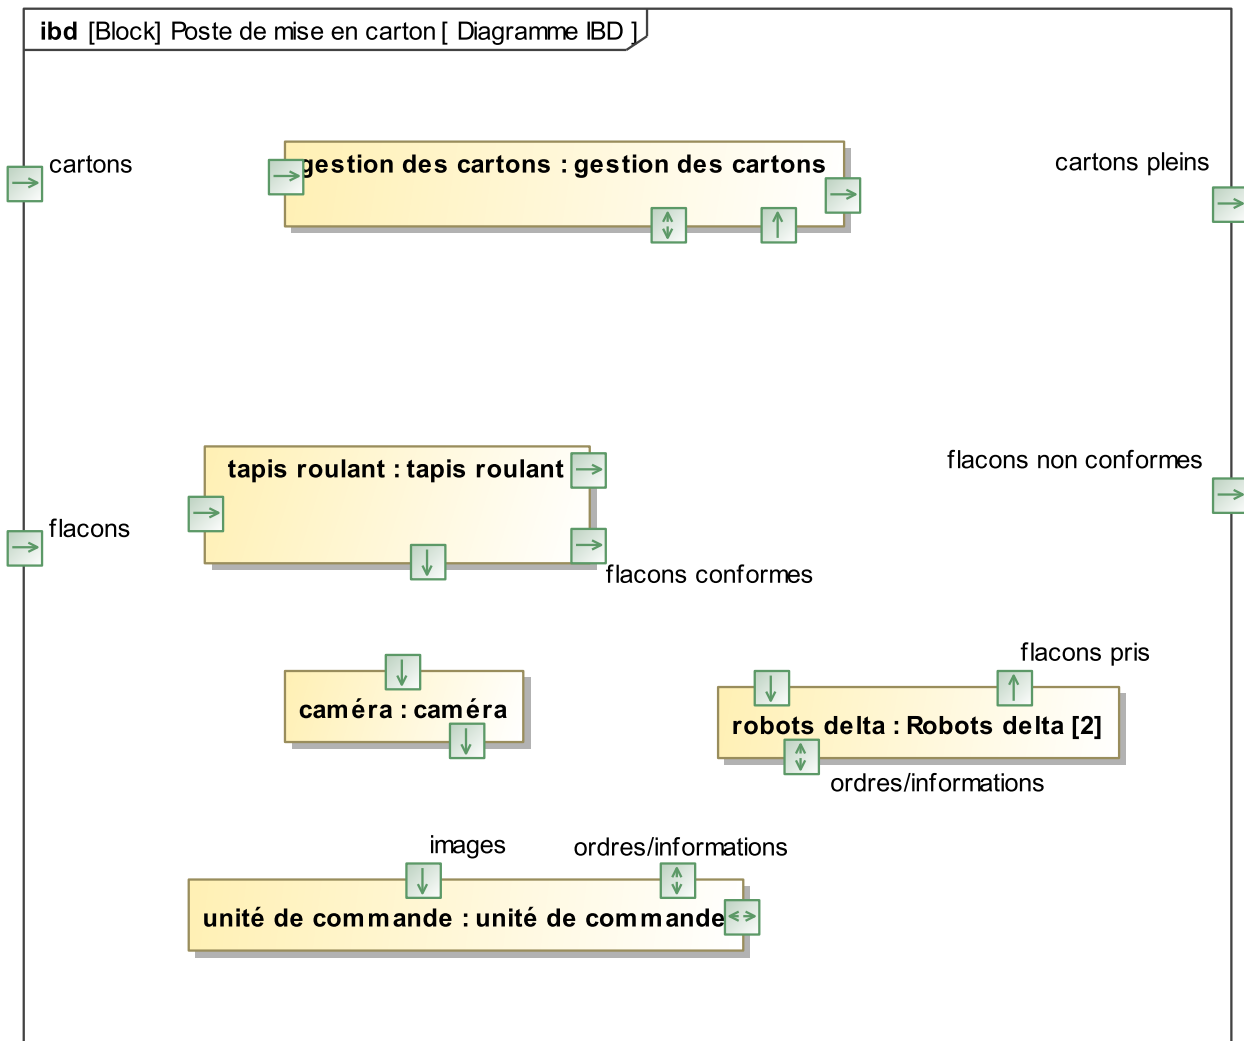 ibd [Block] Poste de mise en carton [ Diagramme IBD ]
cartons
gestion des cartons : gestion des cartons
cartons pleins
tapis roulant : tapis roulant
flacons non conformes
flacons
flacons conformes
flacons pris
caméra : caméra
robots delta : Robots delta [2]
ordres/informations
images
ordres/informations
unité de commande : unité de commande